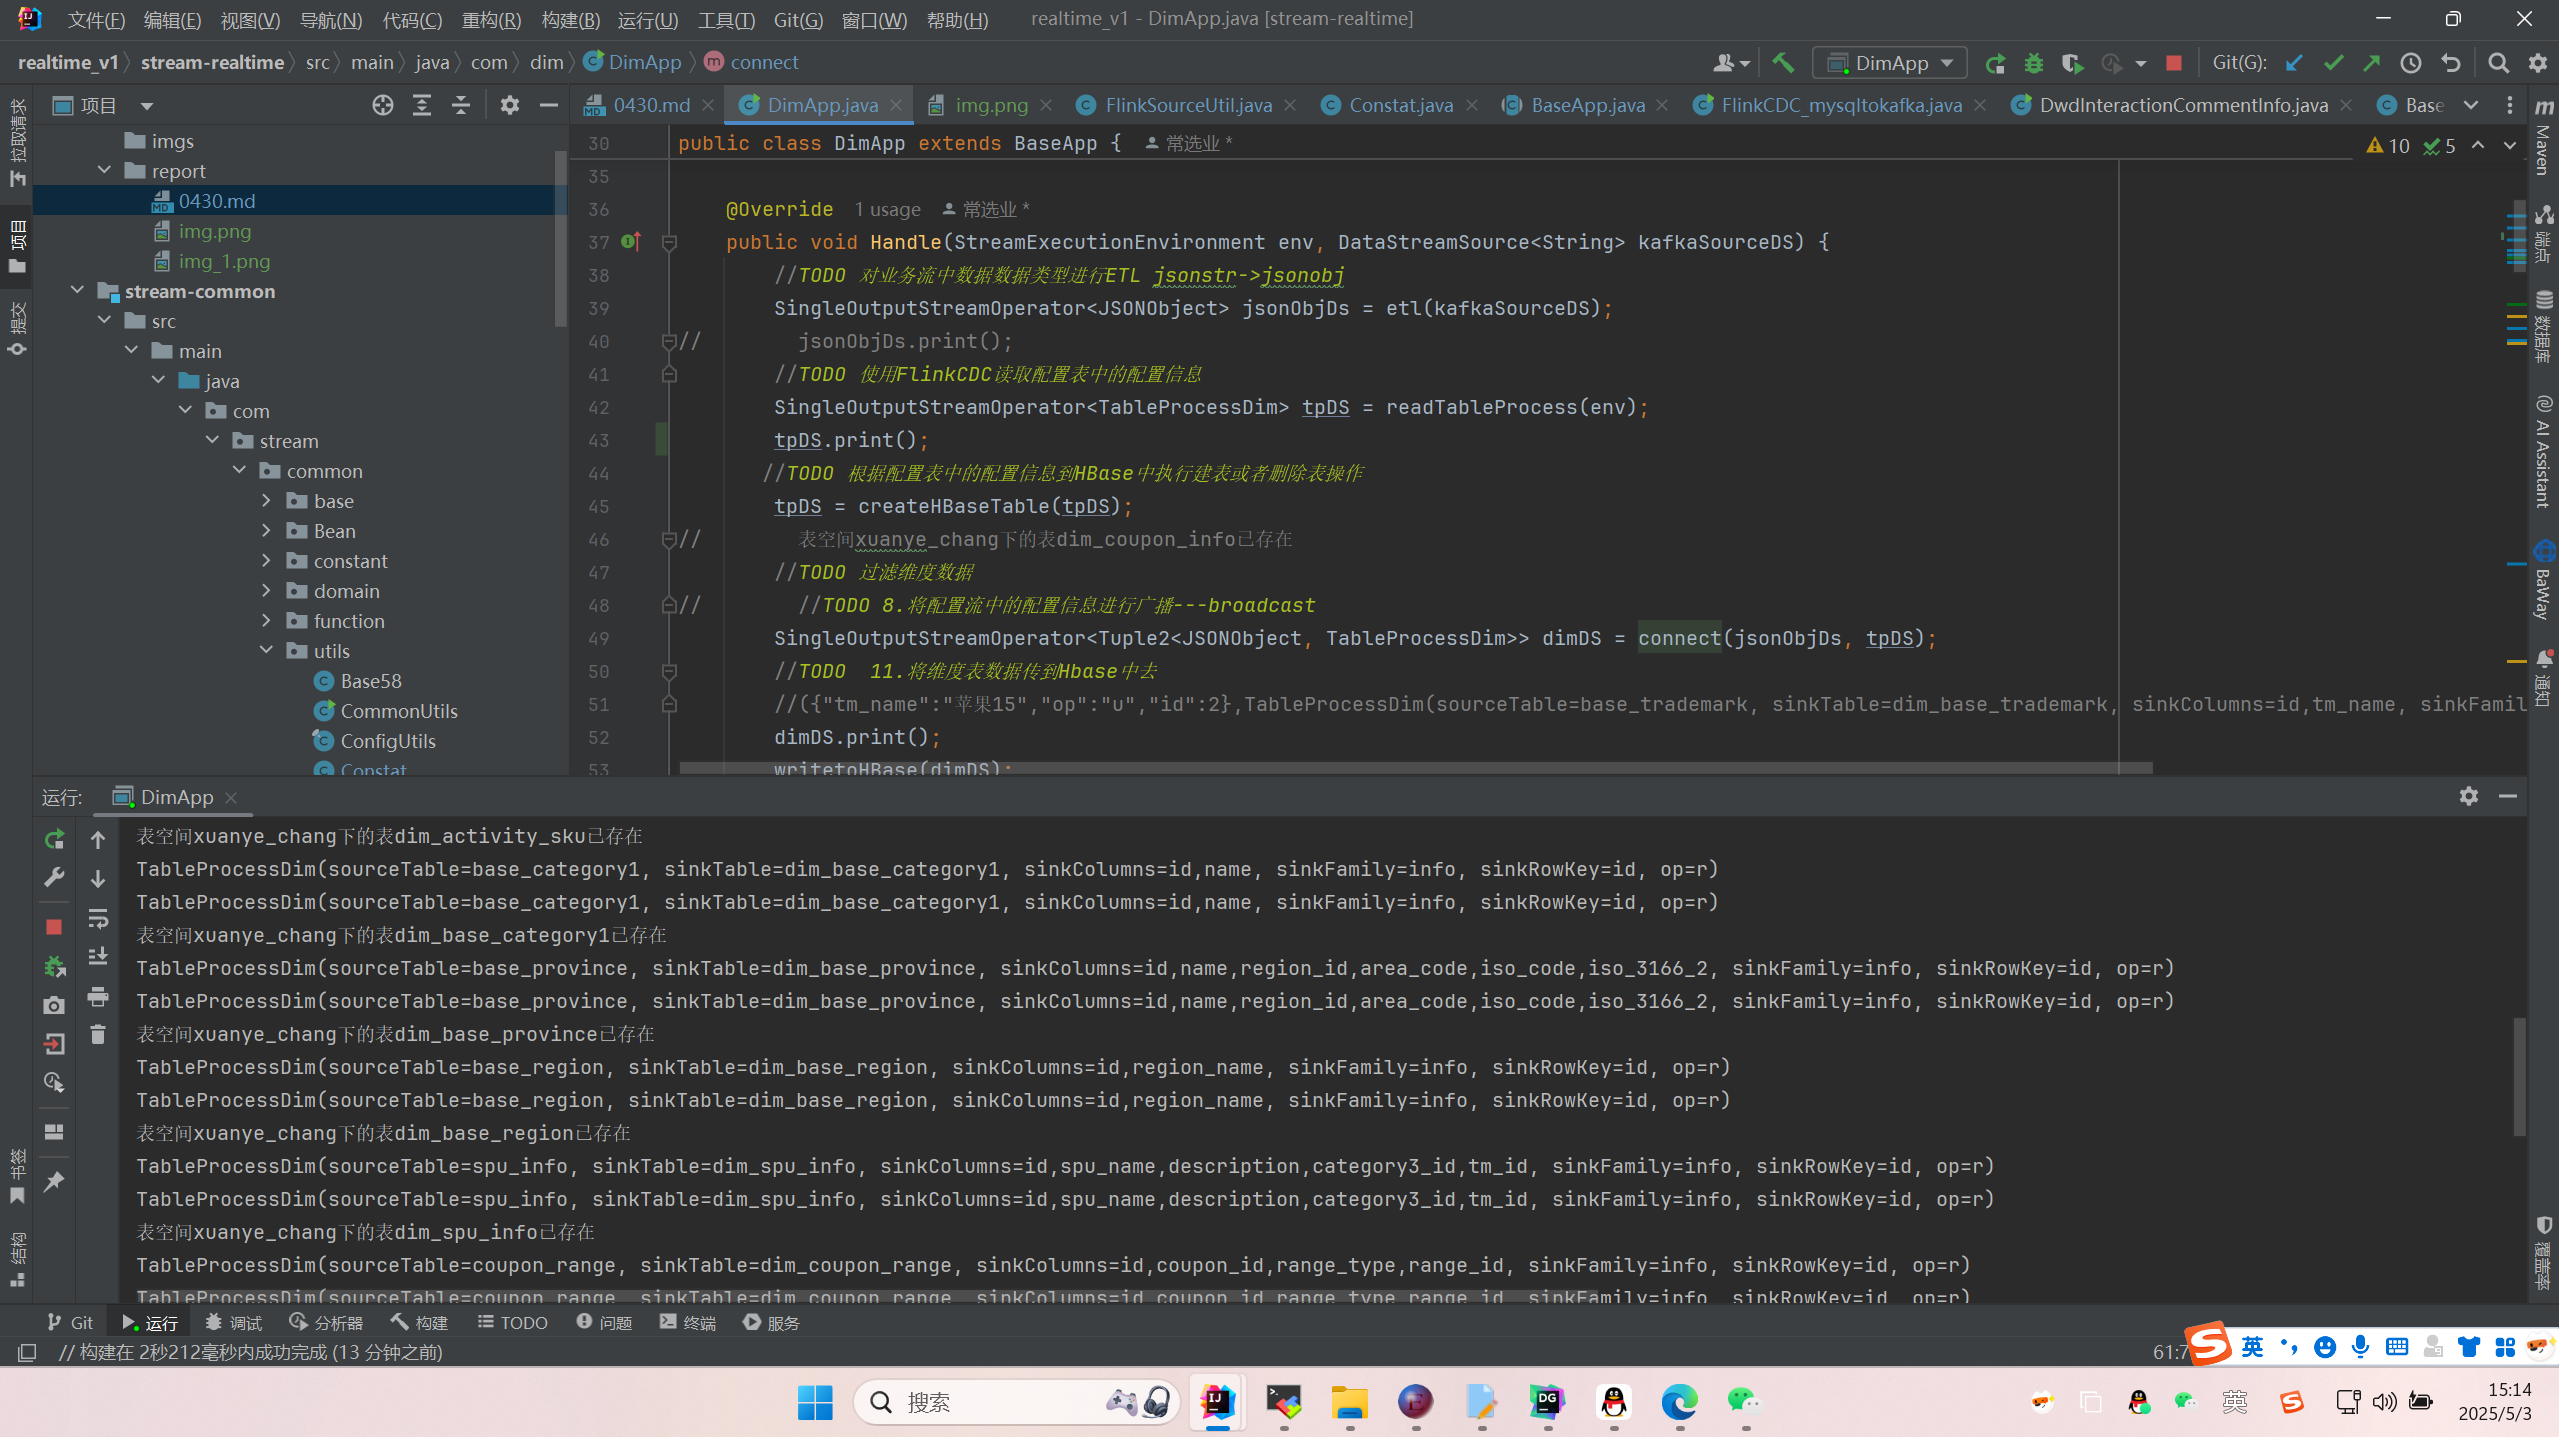 文件(F) 编辑(E) 视图(V) 导航(N) 代码(C) 重构(R) 构建(B) 运行(U) 工具(T) Git(G) 窗口(W) 帮助(H) realtime_v1 - DimApp.java [stream-realtime]
realtime_v1 stream-realtime src main java com dim DimApp connect DimApp Git(G):
项目 0430.md DimApp.java img.png FlinkSourceUtil.java Constat.java BaseApp.java FlinkCDC_mysqltokafka.java DwdInteractionCommentInfo.java Base
imgs
report
0430.md
img.png
img_1.png
stream-common
src
main
java
com
stream
common
base
Bean
constant
domain
function
utils
Base58
CommonUtils
ConfigUtils
Constat
拉取请求
项目
提交
书签
结构
30 public class DimApp extends BaseApp { 常选业 * 10 5
35
36 @Override 1 usage 常选业 *
37 public void Handle(StreamExecutionEnvironment env, DataStreamSource<String> kafkaSourceDS) {
38 //TODO 对业务流中数据数据类型进行ETL jsonstr->jsonobj
39 SingleOutputStreamOperator<JSONObject> jsonObjDs = etl(kafkaSourceDS);
40 // jsonObjDs.print();
41 //TODO 使用FlinkCDC读取配置表中的配置信息
42 SingleOutputStreamOperator<TableProcessDim> tpDS = readTableProcess(env);
43 tpDS.print();
44 //TODO 根据配置表中的配置信息到HBase中执行建表或者删除表操作
45 tpDS = createHBaseTable(tpDS);
46 // 表空间xuanye_chang下的表dim_coupon_info已存在
47 //TODO 过滤维度数据
48 // //TODO 8.将配置流中的配置信息进行广播---broadcast
49 SingleOutputStreamOperator<Tuple2<JSONObject, TableProcessDim>> dimDS = connect(jsonObjDs, tpDS);
50 //TODO 11.将维度表数据传到Hbase中去
51 //({"tm_name":"苹果15","op":"u","id":2},TableProcessDim(sourceTable=base_trademark, sinkTable=dim_base_trademark, sinkColumns=id,tm_name, sinkFamil
52 dimDS.print();
53 writetoHBase(dimDS);
Maven
端点
数据库
AI Assistant
BaWay
通知
覆盖率
运行: DimApp
表空间xuanye_chang下的表dim_activity_sku已存在
TableProcessDim(sourceTable=base_category1, sinkTable=dim_base_category1, sinkColumns=id,name, sinkFamily=info, sinkRowKey=id, op=r)
TableProcessDim(sourceTable=base_category1, sinkTable=dim_base_category1, sinkColumns=id,name, sinkFamily=info, sinkRowKey=id, op=r)
表空间xuanye_chang下的表dim_base_category1已存在
TableProcessDim(sourceTable=base_province, sinkTable=dim_base_province, sinkColumns=id,name,region_id,area_code,iso_code,iso_3166_2, sinkFamily=info, sinkRowKey=id, op=r)
TableProcessDim(sourceTable=base_province, sinkTable=dim_base_province, sinkColumns=id,name,region_id,area_code,iso_code,iso_3166_2, sinkFamily=info, sinkRowKey=id, op=r)
表空间xuanye_chang下的表dim_base_province已存在
TableProcessDim(sourceTable=base_region, sinkTable=dim_base_region, sinkColumns=id,region_name, sinkFamily=info, sinkRowKey=id, op=r)
TableProcessDim(sourceTable=base_region, sinkTable=dim_base_region, sinkColumns=id,region_name, sinkFamily=info, sinkRowKey=id, op=r)
表空间xuanye_chang下的表dim_base_region已存在
TableProcessDim(sourceTable=spu_info, sinkTable=dim_spu_info, sinkColumns=id,spu_name,description,category3_id,tm_id, sinkFamily=info, sinkRowKey=id, op=r)
TableProcessDim(sourceTable=spu_info, sinkTable=dim_spu_info, sinkColumns=id,spu_name,description,category3_id,tm_id, sinkFamily=info, sinkRowKey=id, op=r)
表空间xuanye_chang下的表dim_spu_info已存在
TableProcessDim(sourceTable=coupon_range, sinkTable=dim_coupon_range, sinkColumns=id,coupon_id,range_type,range_id, sinkFamily=info, sinkRowKey=id, op=r)
TableProcessDim(sourceTable=coupon_range, sinkTable=dim_coupon_range, sinkColumns=id,coupon_id,range_type,range_id, sinkFamily=info, sinkRowKey=id, op=r)
Git 运行 调试 分析器 构建 TODO 问题 终端 服务
// 构建在 2秒212毫秒内成功完成 (13 分钟之前) 61:7 英
搜索 英 15:14
2025/5/3